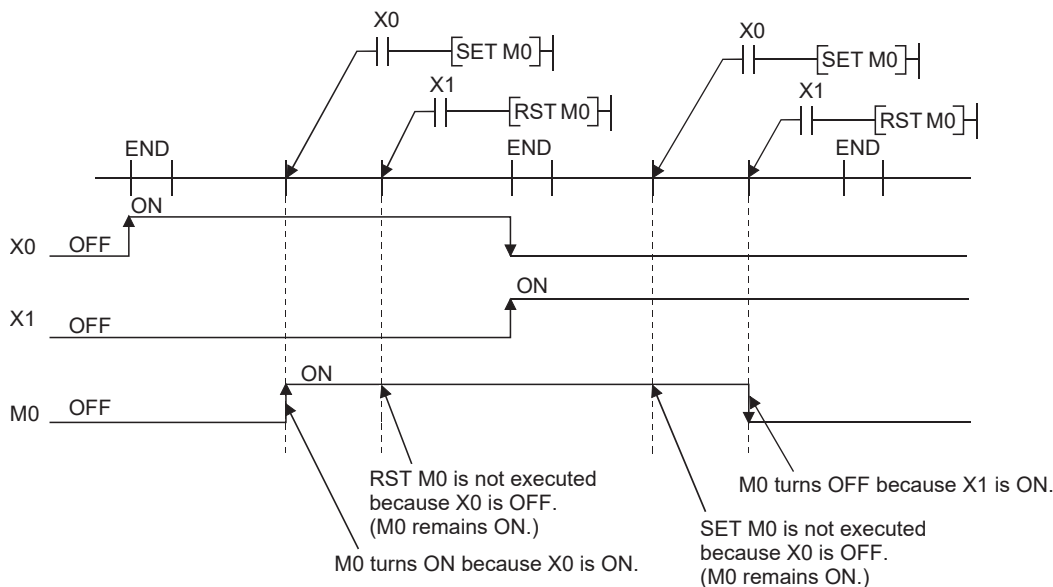 X0
SET M0
X1
RST M0
X0
SET M0
X1
RST M0
END
END
END
X0
OFF
ON
X1
OFF
ON
M0
OFF
ON
RST M0 is not executed
because X0 is OFF.
(M0 remains ON.)
M0 turns ON because X0 is ON.
M0 turns OFF because X1 is ON.
SET M0 is not executed
because X0 is OFF.
(M0 remains ON.)